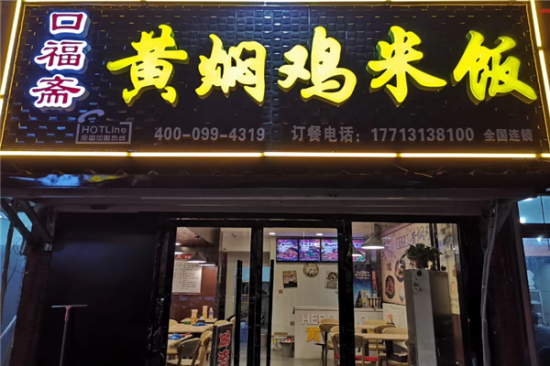 口福斋
黄焖鸡米饭
HOTLine
400-099-4319
订餐电话：17713138100
全国连锁